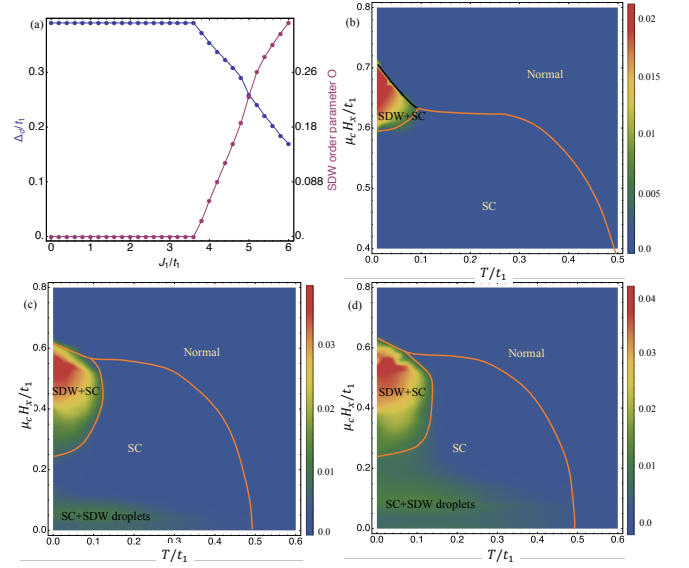 (a)
0.3
0.2
0.1
0
Δd/t1
0.26
0.18
0.088
0.
SDW order parameter O
0 1 2 3 4 5 6
J1/t1
(b)
0.8
0.7
0.6
0.5
0.4
μcHx/t1
Normal
SDW+SC
SC
0.0 0.1 0.2 0.3 0.4 0.5
T/t1
0.02
0.015
0.01
0.005
0.0
(c)
0.8
0.6
0.4
0.2
0.0
μcHx/t1
Normal
SDW+SC
SC
SC+SDW droplets
0.0 0.1 0.2 0.3 0.4 0.5 0.6
T/t1
0.03
0.02
0.01
0.0
(d)
0.8
0.6
0.4
0.2
0.0
μcHx/t1
Normal
SDW+SC
SC
SC+SDW droplets
0.0 0.1 0.2 0.3 0.4 0.5 0.6
T/t1
0.04
0.03
0.02
0.01
0.0